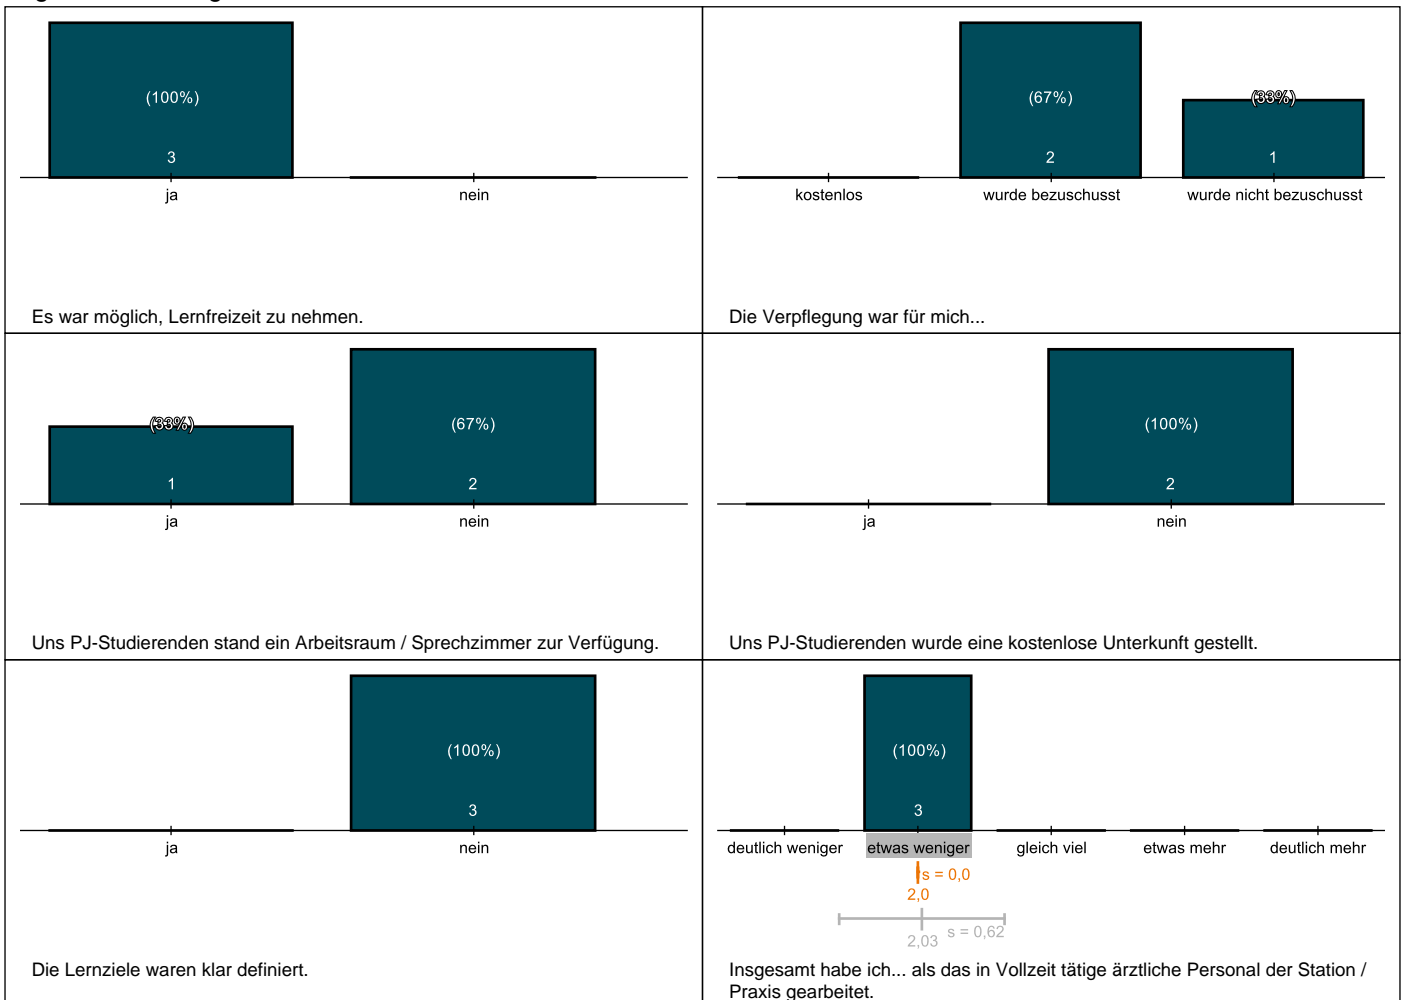 (100%)
3
ja
nein
Es war möglich, Lernfreizeit zu nehmen.
(67%)
(33%)
2
1
kostenlos
wurde bezuschusst
wurde nicht bezuschusst
Die Verpflegung war für mich...
(33%)
(67%)
1
2
ja
nein
Uns PJ-Studierenden stand ein Arbeitsraum / Sprechzimmer zur Verfügung.
(100%)
2
ja
nein
Uns PJ-Studierenden wurde eine kostenlose Unterkunft gestellt.
(100%)
3
ja
nein
Die Lernziele waren klar definiert.
(100%)
3
deutlich weniger
etwas weniger
gleich viel
etwas mehr
deutlich mehr
s = 0,0
2,0
s = 0,62
2,03
Insgesamt habe ich... als das in Vollzeit tätige ärztliche Personal der Station /
Praxis gearbeitet.